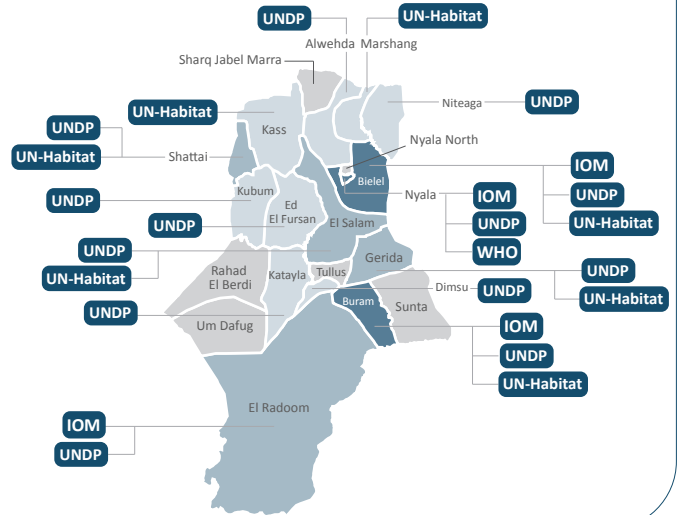 UNDP
UN-Habitat
Alwehda Marshang
Sharq Jabel Marra
UN-Habitat
Niteaga
UNDP
Kass
UNDP
Nyala North
UN-Habitat
Shattai
IOM
Bielel
UNDP
Kubum
Nyala
IOM
UNDP
Ed
El Fursan
UN-Habitat
UNDP
El Salam
UNDP
WHO
UNDP
Gerida
UN-Habitat
Rahad
El Berdi
Katayla
Tullus
UNDP
Dimsu
UNDP
UN-Habitat
Buram
Sunta
UNDP
Um Dafug
IOM
UNDP
UN-Habitat
El Radoom
IOM
UNDP